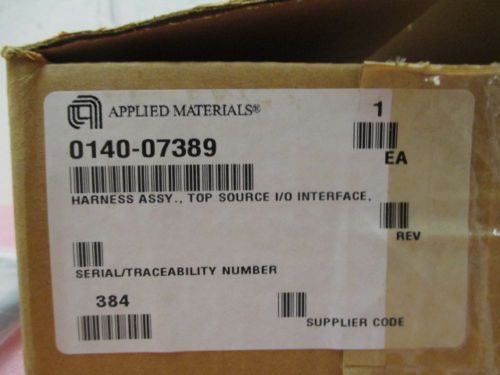 APPLIED MATERIALS®
1
0140-07389
EA
HARNESS ASSY., TOP SOURCE I/O INTERFACE,
REV
SERIAL/TRACEABILITY NUMBER
384
SUPPLIER CODE